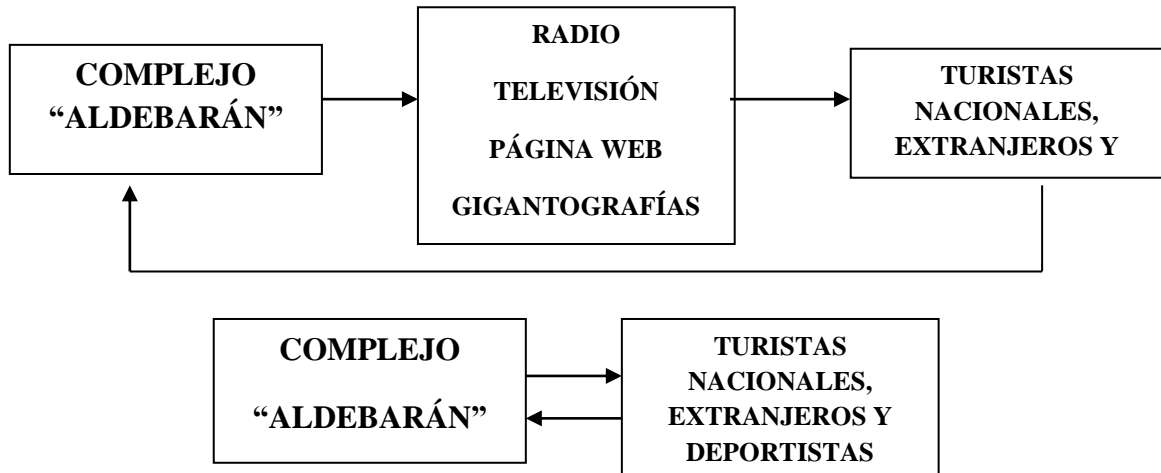 COMPLEJO
“ALDEBARÁN”
RADIO
TELEVISIÓN
PÁGINA WEB
GIGANTOGRAFÍAS
TURISTAS
NACIONALES,
EXTRANJEROS Y
COMPLEJO
“ALDEBARÁN”
TURISTAS
NACIONALES,
EXTRANJEROS Y
DEPORTISTAS